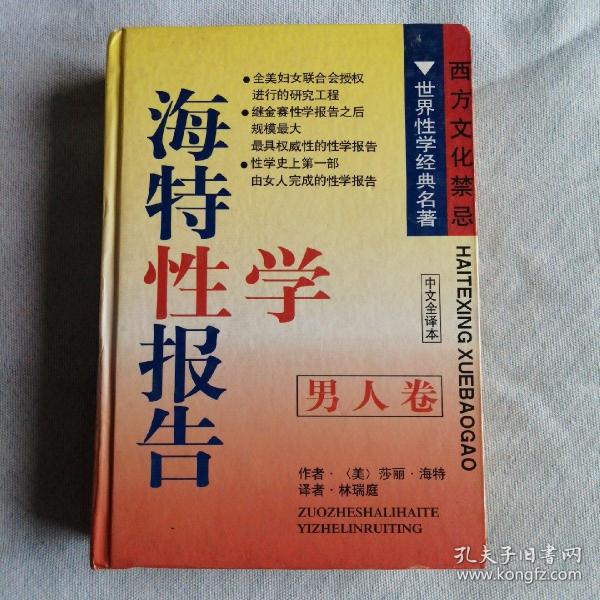 西方文化禁忌
▼世界性学经典名著
●全美妇女联合会授权
进行的研究工程
●继金赛性学报告之后
规模最大
最具权威性的性学报告
●性学史上第一部
由女人完成的性学报告
海特性学报告
HAITEXING XUEBAOGAO
中文全译本
男人卷
作者·〈美〉莎丽·海特
译者·林瑞庭
ZUOZHESHALIHAITE
YIZHELINRUITING
孔夫子旧书网
www.kongfz.com